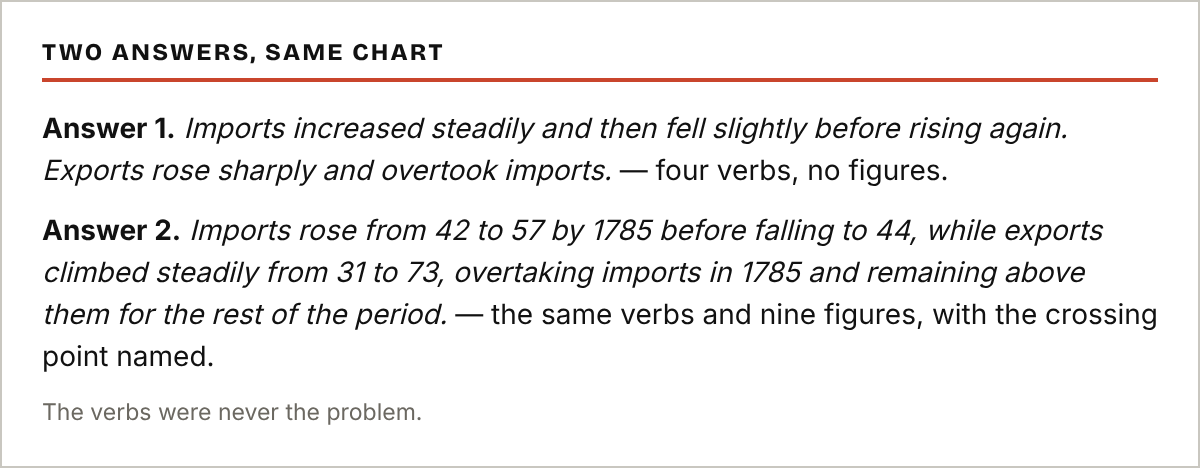 TWO ANSWERS, SAME CHART
Answer 1. Imports increased steadily and then fell slightly before rising again.
Exports rose sharply and overtook imports. — four verbs, no figures.
Answer 2. Imports rose from 42 to 57 by 1785 before falling to 44, while exports
climbed steadily from 31 to 73, overtaking imports in 1785 and remaining above
them for the rest of the period. — the same verbs and nine figures, with the crossing
point named.
The verbs were never the problem.